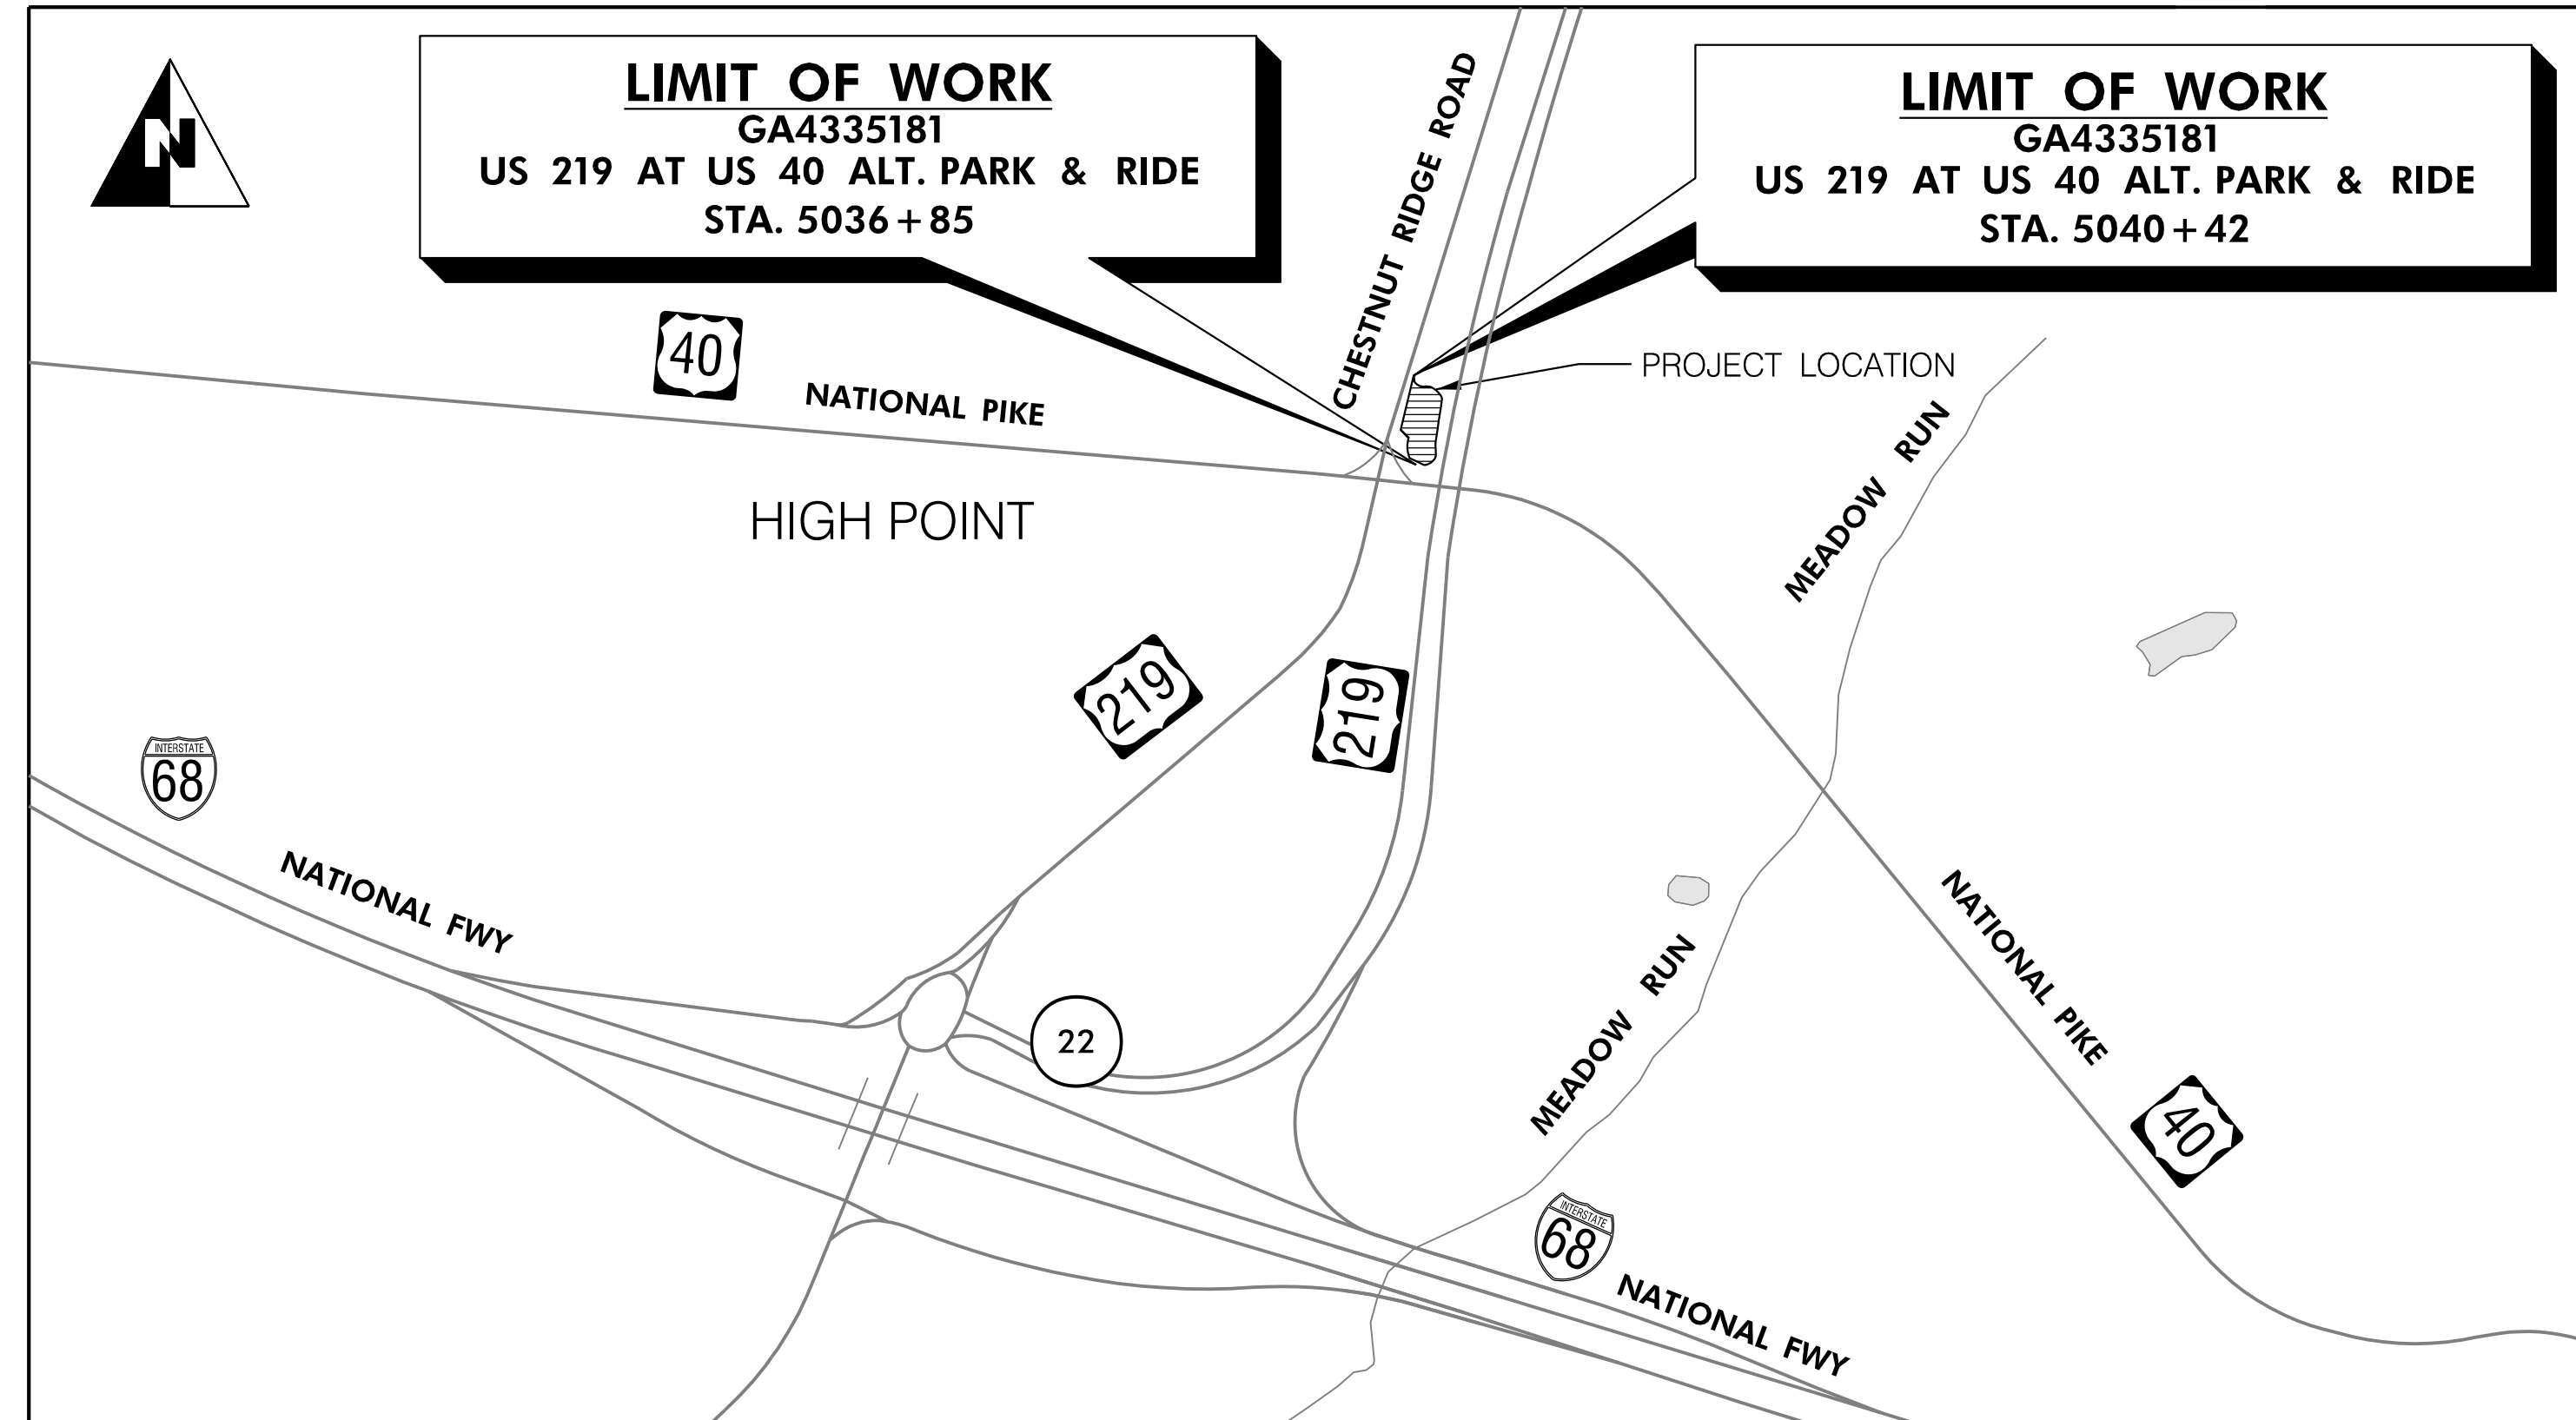 N
LIMIT OF WORK
GA4335181
US 219 AT US 40 ALT. PARK & RIDE
STA. 5036+85
LIMIT OF WORK
GA4335181
US 219 AT US 40 ALT. PARK & RIDE
STA. 5040+42
CHESTNUT RIDGE ROAD
40
NATIONAL PIKE
PROJECT LOCATION
MEADOW RUN
HIGH POINT
219
219
INTERSTATE
68
NATIONAL FWY
22
MEADOW RUN
NATIONAL PIKE
40
INTERSTATE
68
NATIONAL FWY